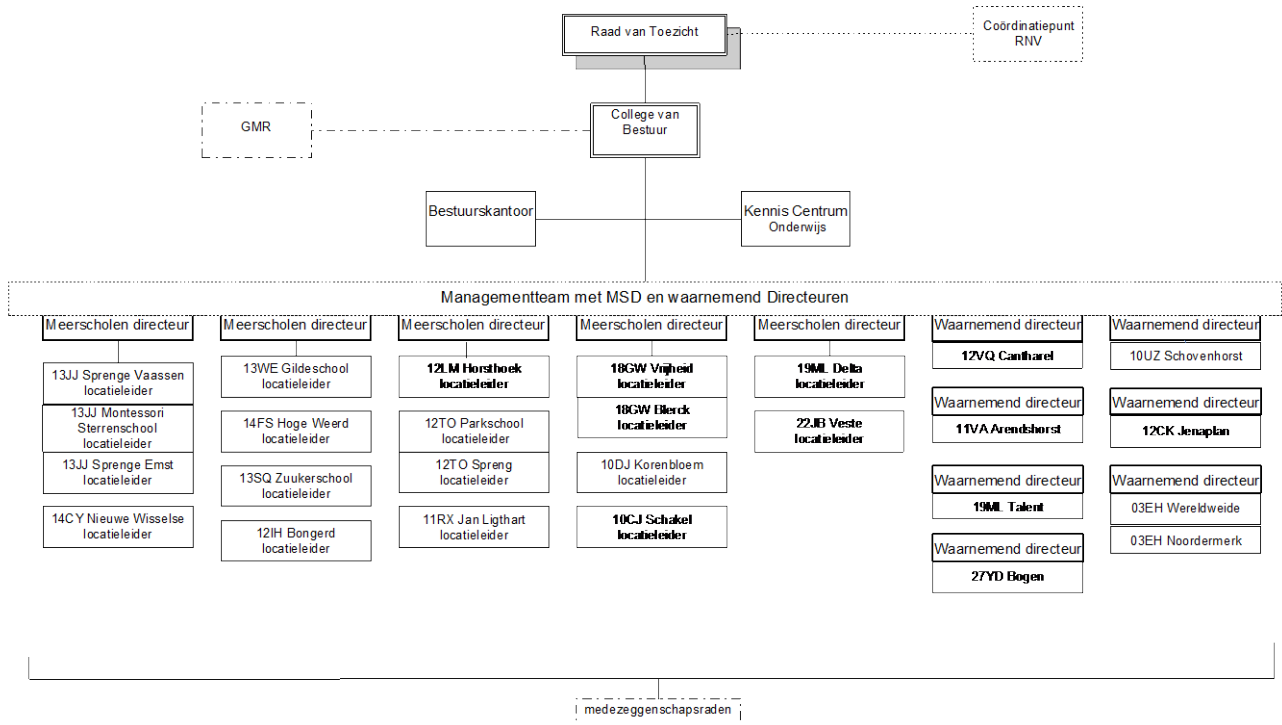 Raad van Toezicht
Coördinatiepunt
RNV
GMR
College van
Bestuur
Bestuurskantoor
Kennis Centrum
Onderwijs
Managementteam met MSD en waarnemend Directeuren
Meerscholen directeur
13JJ Sprenge Vaassen
locatieleider
13JJ Montessori
Sterrenschool
locatieleider
13JJ Sprenge Emst
locatieleider
14CY Nieuwe Wisselse
locatieleider
Meerscholen directeur
13WE Gildeschool
locatieleider
14FS Hoge Weerd
locatieleider
13SQ Zuukerschool
locatieleider
12IH Bongerd
locatieleider
Meerscholen directeur
12LM Horsthoek
locatieleider
12TO Parkschool
locatieleider
12TO Spreng
locatieleider
11RX Jan Ligthart
locatieleider
Meerscholen directeur
18GW Vrijheid
locatieleider
18GW Blerck
locatieleider
10DJ Korenbloem
locatieleider
10CJ Schakel
locatieleider
Meerscholen directeur
19ML Delta
locatieleider
22JB Veste
locatieleider
Waarnemend directeur
12VQ Cantharel
Waarnemend directeur
11VA Arendshorst
Waarnemend directeur
19ML Talent
Waarnemend directeur
27YD Bogen
Waarnemend directeur
10UZ Schovenhorst
Waarnemend directeur
12CK Jenaplan
Waarnemend directeur
03EH Wereldweide
03EH Noordermerk
medezeggenschapsraden